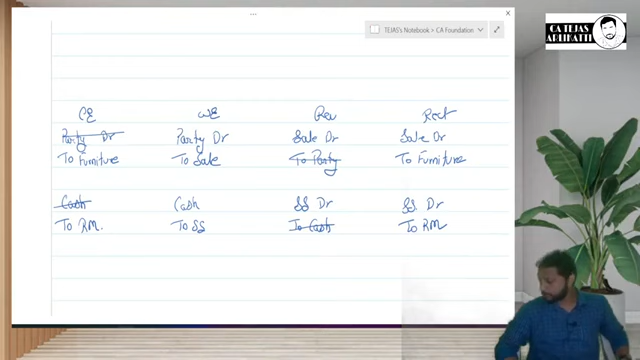 TEJAS's Notebook > CA Foundation
CA TEJAS
ARLIKATTI
CE WE Rev Rect
Party Dr Party Dr Sale Dr Sale Dr
To Furniture To Sale To Party To Furniture
Cash Cash SS Dr SS Dr
To RM. To SS To Cash To RM